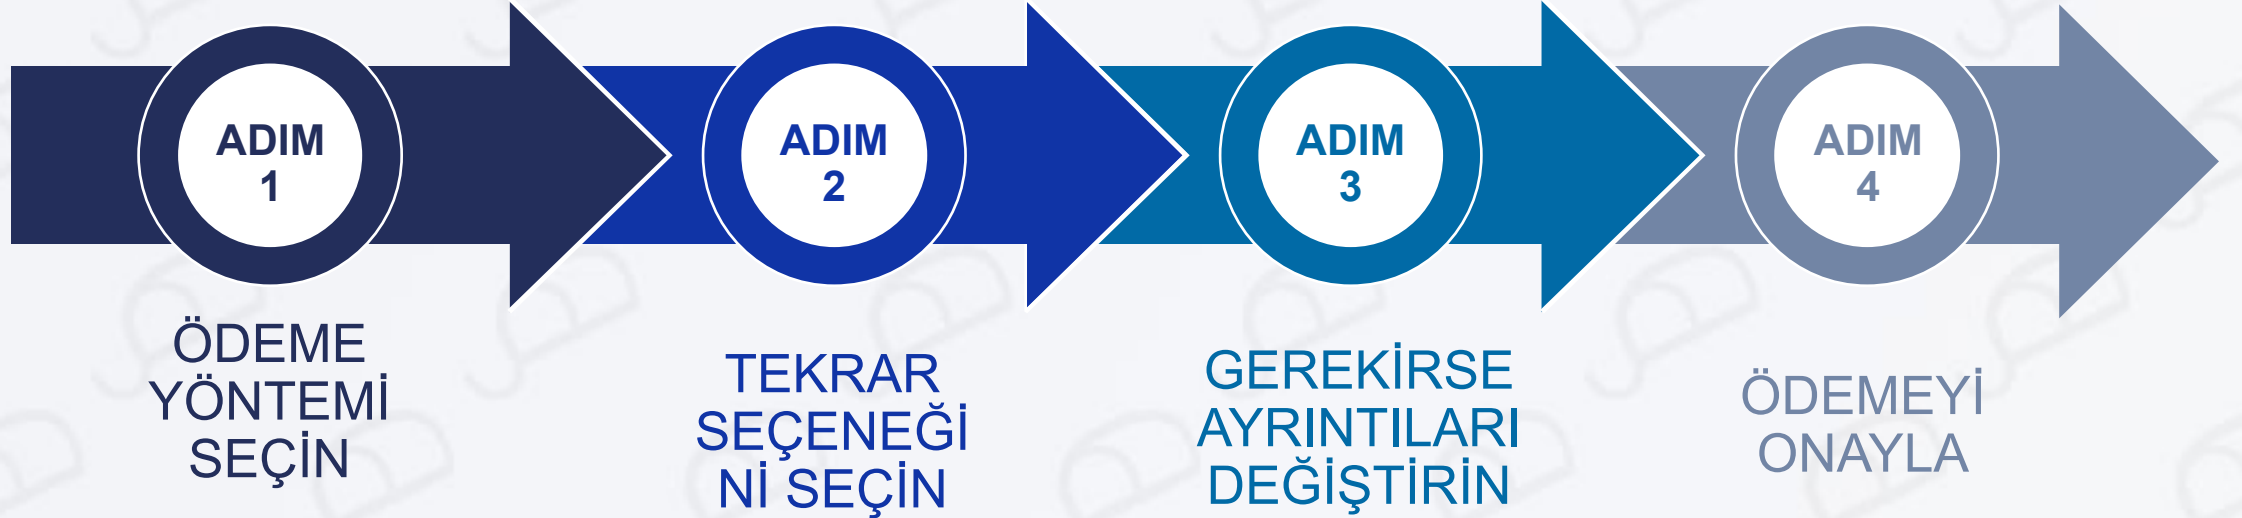 ADIM
1
ADIM
2
ADIM
3
ADIM
4
ÖDEME
YÖNTEMİ
SEÇİN
TEKRAR
SEÇENEĞİ
Nİ SEÇİN
GEREKİRSE
AYRINTILARI
DEĞİŞTİRİN
ÖDEMEYİ
ONAYLA